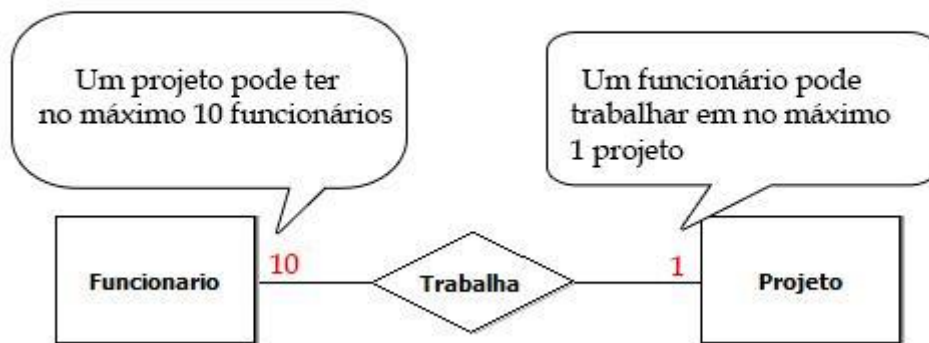 Um projeto pode ter
no máximo 10 funcionários
Um funcionário pode
trabalhar em no máximo
1 projeto
Funcionario
10
Trabalha
1
Projeto